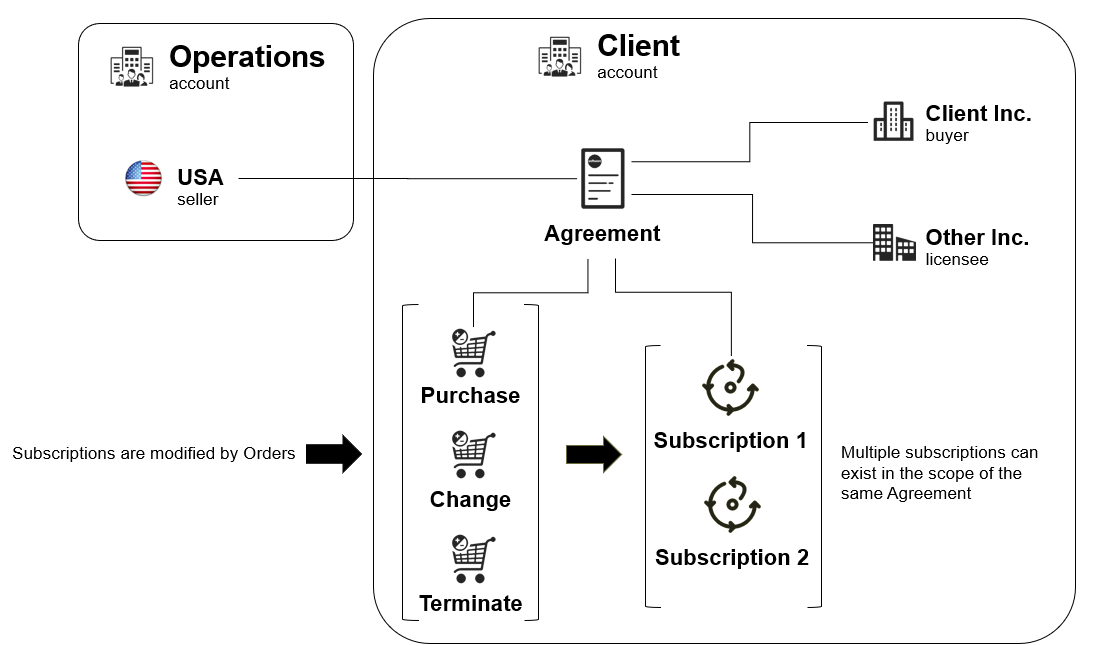 Operations
account
Client
account
Client Inc.
buyer
USA
seller
Agreement
Other Inc.
licensee
Purchase
Change
Terminate
Subscriptions are modified by Orders
Subscription 1
Subscription 2
Multiple subscriptions can
exist in the scope of the
same Agreement